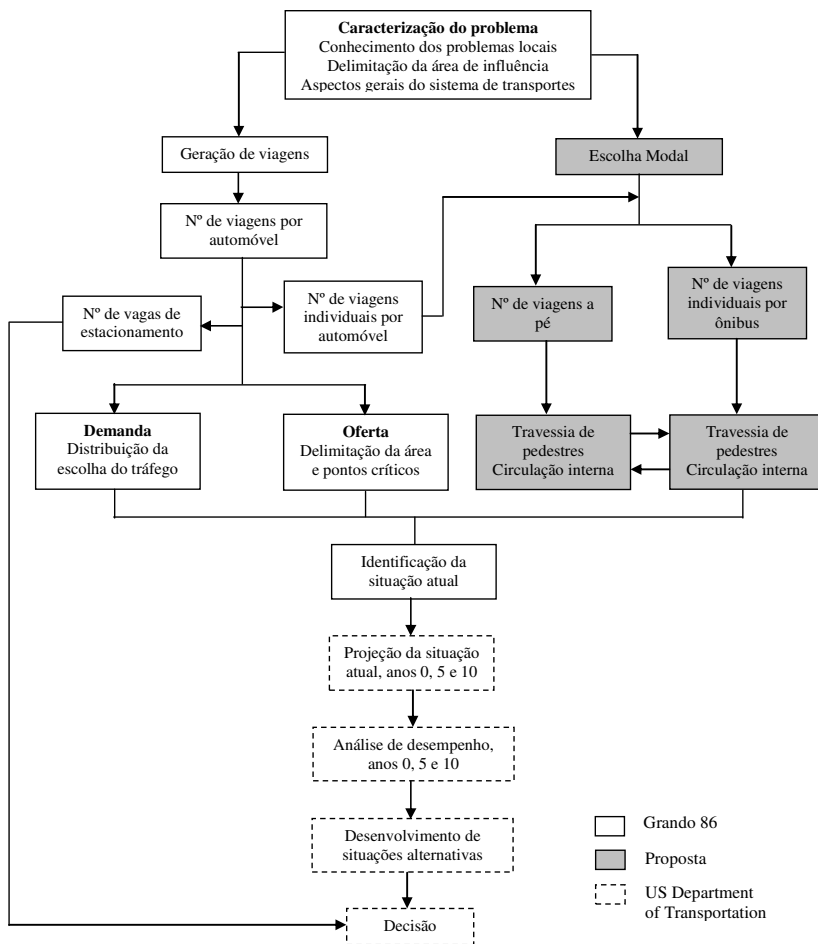 Caracterização do problema
Conhecimento dos problemas locais
Delimitação da área de influência
Aspectos gerais do sistema de transportes
Geração de viagens
Escolha Modal
Nº de viagens por
automóvel
Nº de vagas de
estacionamento
Nº de viagens
individuais por
automóvel
Nº de viagens a
pé
Nº de viagens
individuais por
ônibus
Demanda
Distribuição da
escolha do tráfego
Oferta
Delimitação da área
e pontos críticos
Travessia de
pedestres
Circulação interna
Travessia de
pedestres
Circulação interna
Identificação da
situação atual
Projeção da situação
atual, anos 0, 5 e 10
Análise de desempenho,
anos 0, 5 e 10
Desenvolvimento de
situações alternativas
Decisão
Grando 86
Proposta
US Department
of Transportation